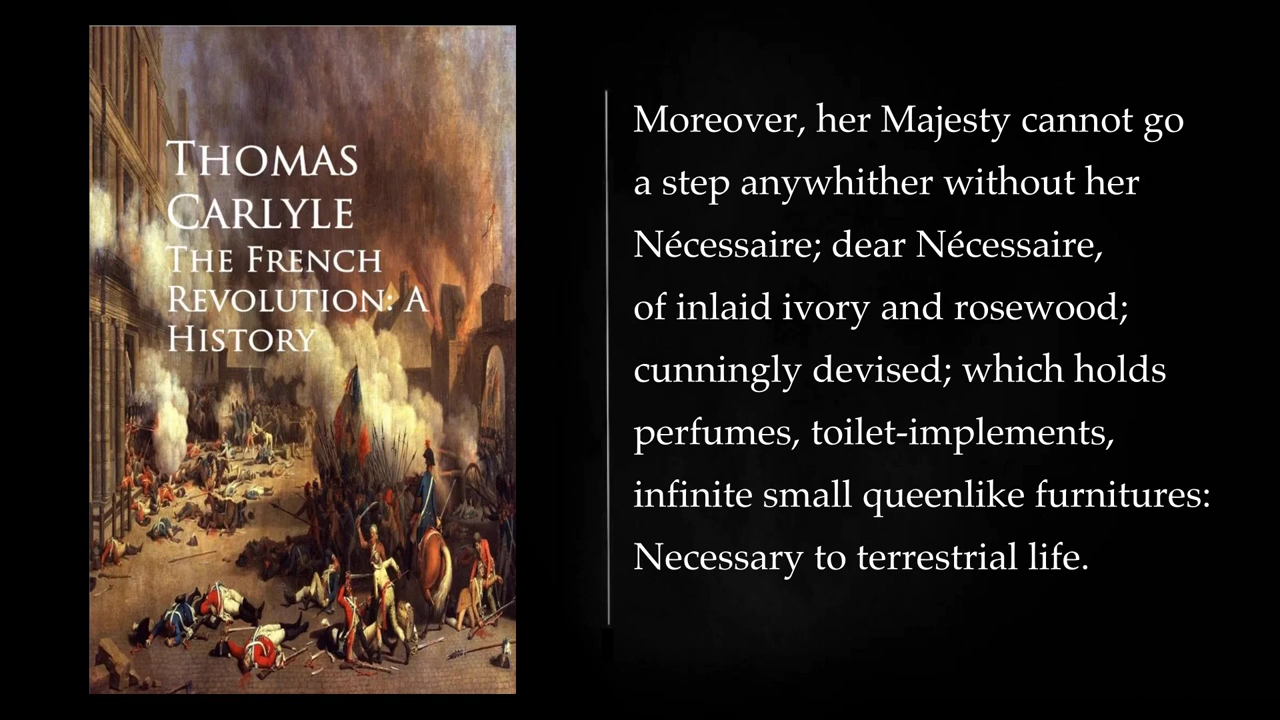 THOMAS
CARLYLE
THE FRENCH
REVOLUTION: A
HISTORY
Moreover, her Majesty cannot go
a step anywhither without her
Nécessaire; dear Nécessaire,
of inlaid ivory and rosewood;
cunningly devised; which holds
perfumes, toilet-implements,
infinite small queenlike furnitures:
Necessary to terrestrial life.